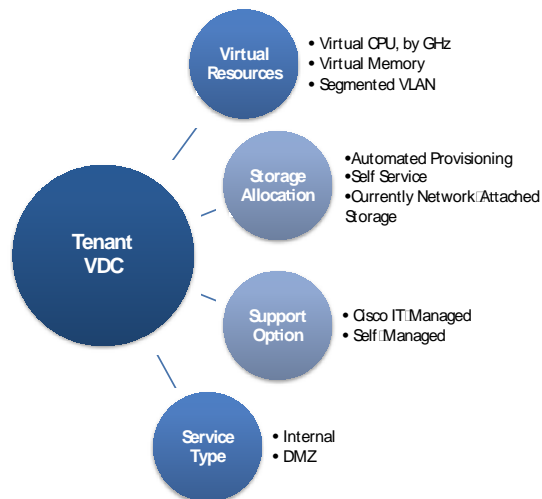 Virtual
Resources
• Virtual CPU, by GHz
• Virtual Memory
• Segmented VLAN
Storage
Allocation
•Automated Provisioning
•Self Service
•Currently Network□Attached
Storage
Tenant
VDC
Support
Option
• Cisco IT□Managed
• Self□Managed
Service
Type
• Internal
• DMZ